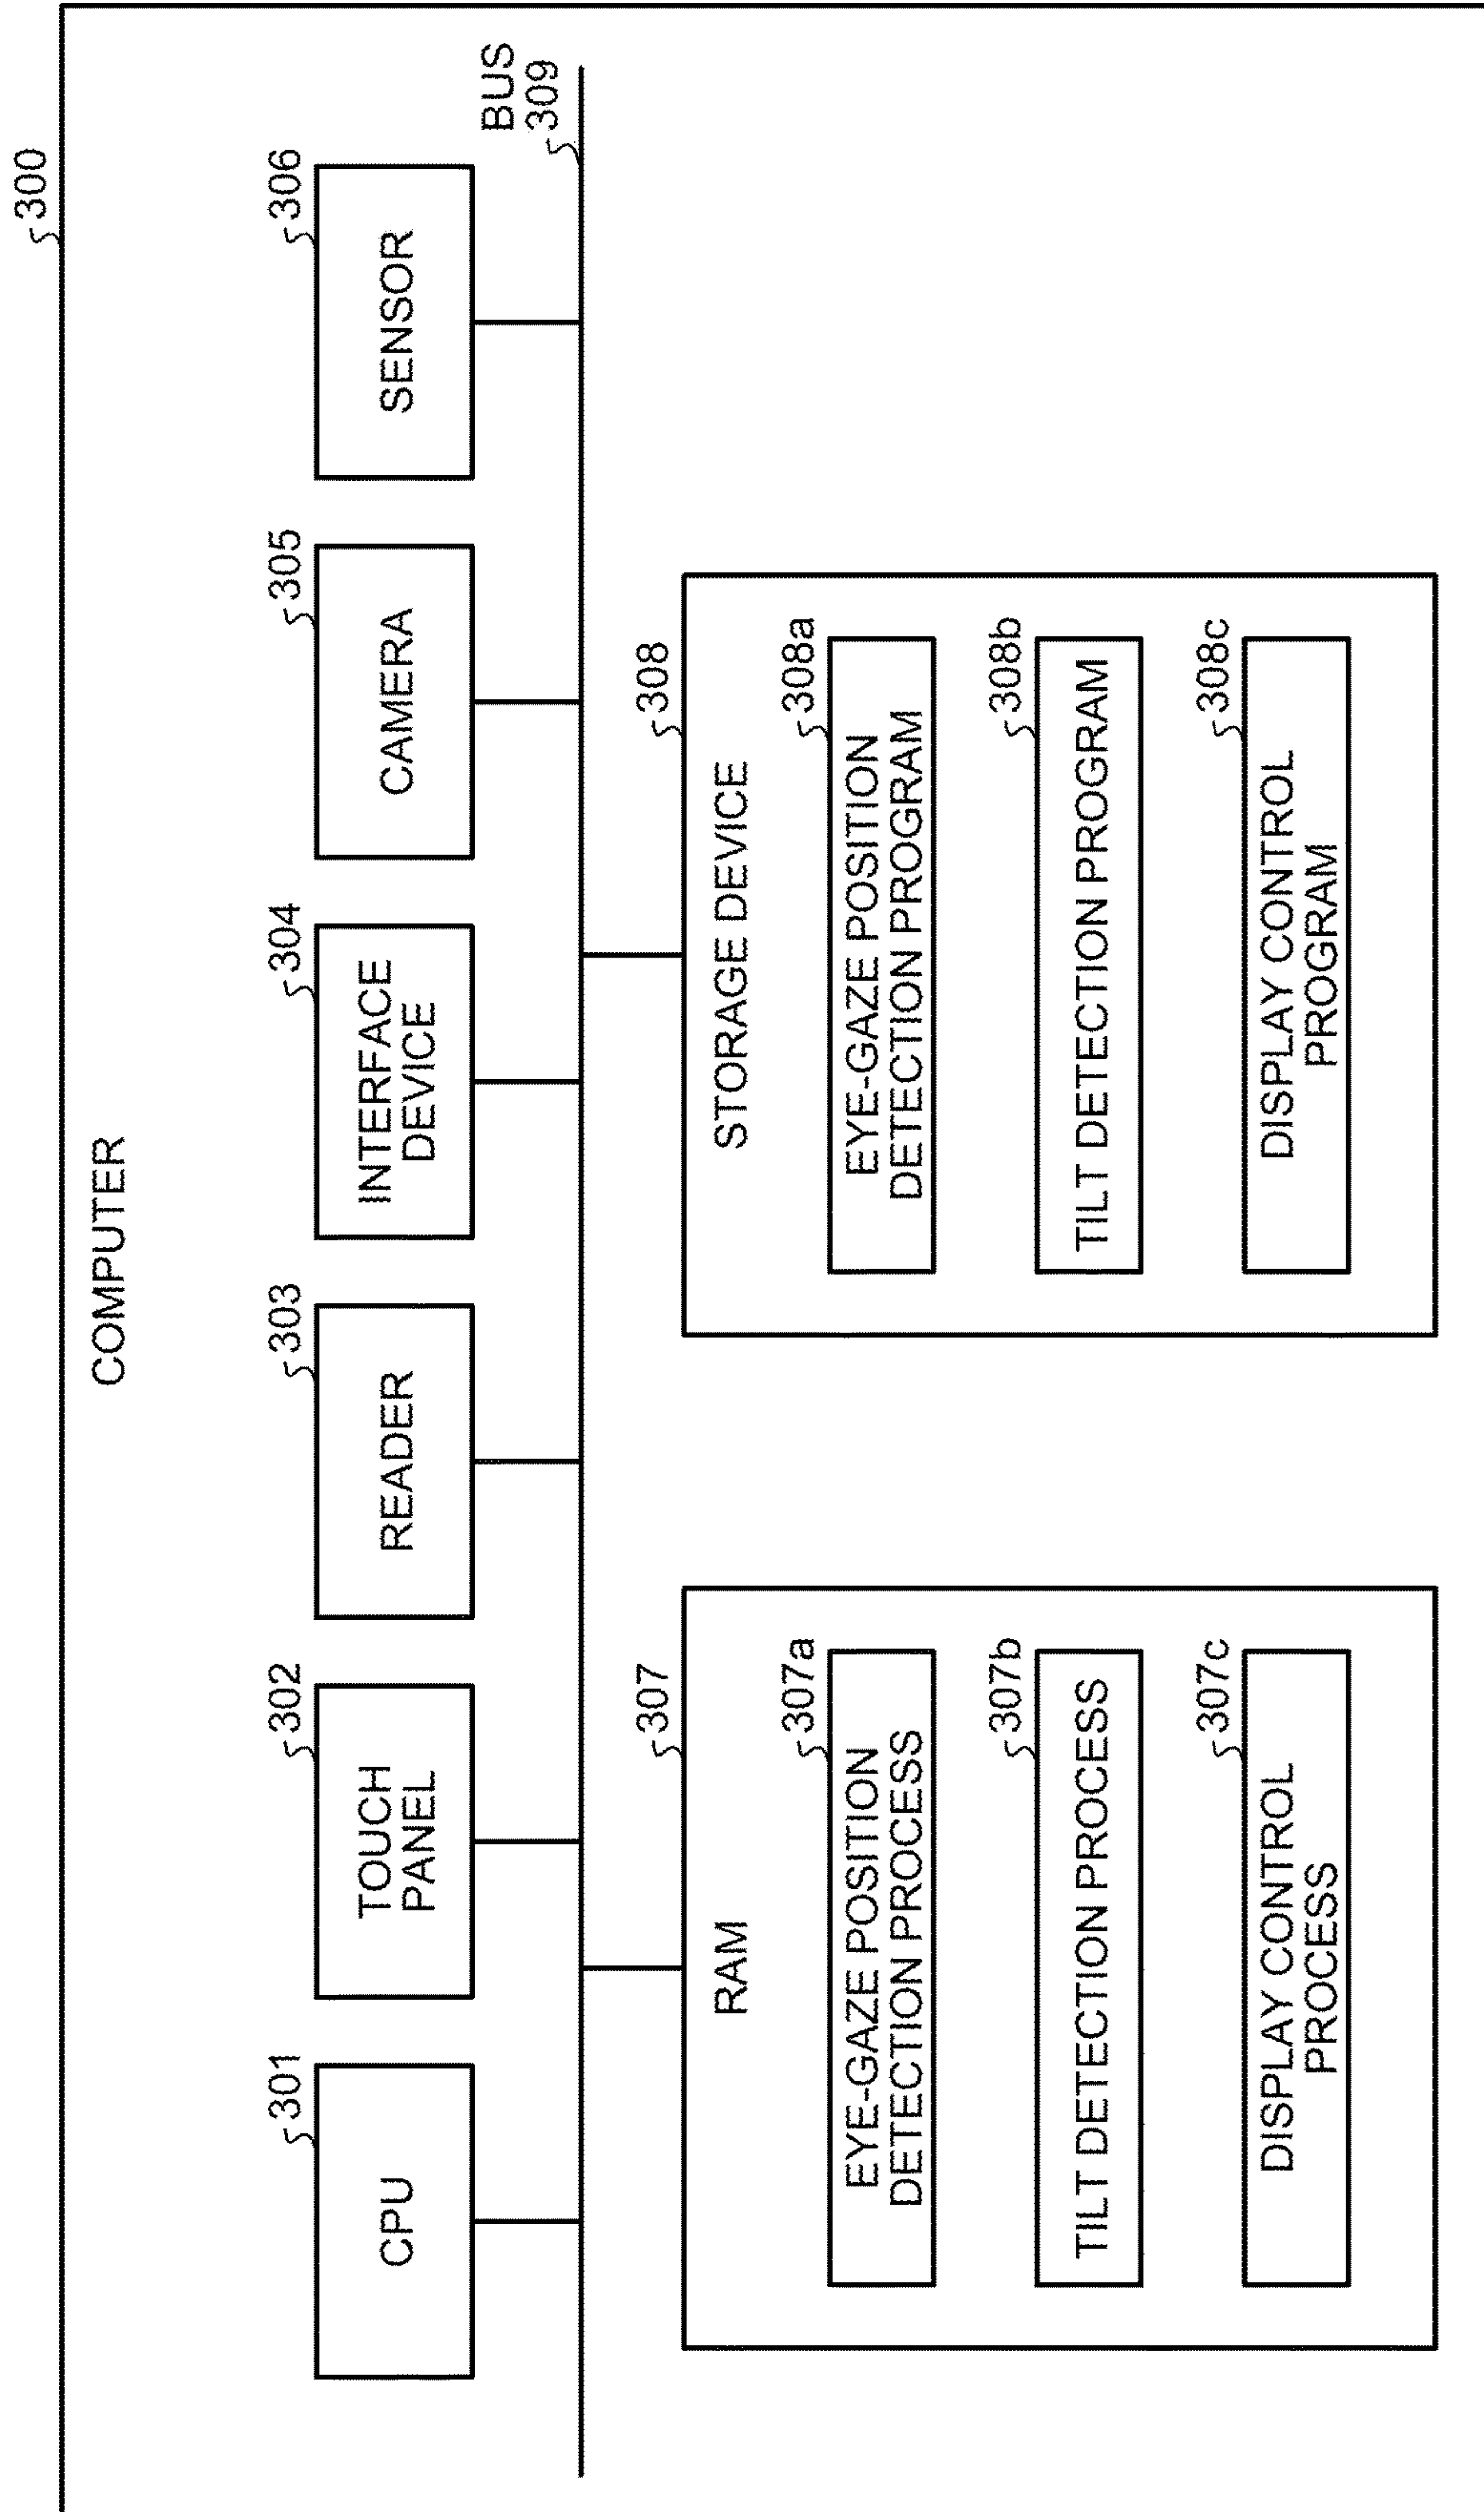 300
COMPUTER
301
CPU
302
TOUCH
PANEL
303
READER
304
INTERFACE
DEVICE
305
CAMERA
306
SENSOR
BUS
309
307
RAM
307a
EYE-GAZE POSITION
DETECTION PROCESS
307b
TILT DETECTION PROCESS
307c
DISPLAY CONTROL
PROCESS
308
STORAGE DEVICE
308a
EYE-GAZE POSITION
DETECTION PROGRAM
308b
TILT DETECTION PROGRAM
308c
DISPLAY CONTROL
PROGRAM